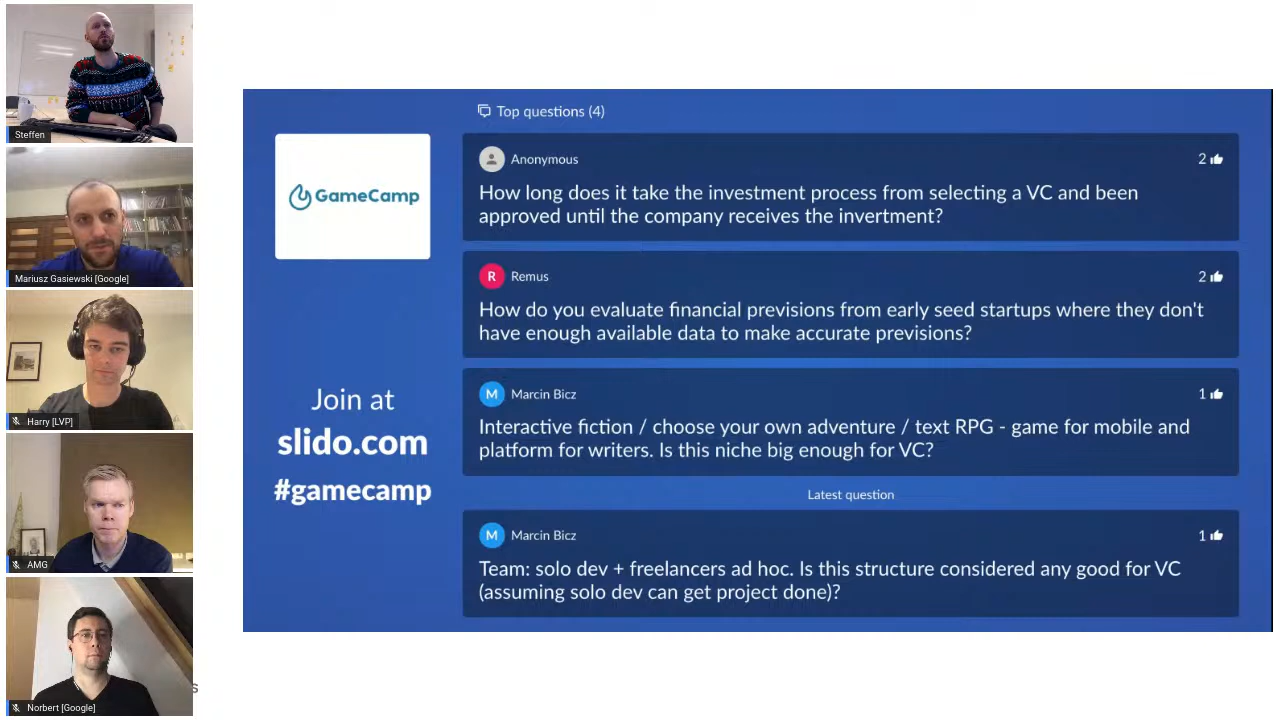 Steffen
Mariusz Gasiewski [Google]
Harry [LVP]
AMG
Norbert [Google]
s
GameCamp
Join at
slido.com
#gamecamp
Top questions (4)
Anonymous
2
How long does it take the investment process from selecting a VC and been
approved until the company receives the invertment?
R
Remus
2
How do you evaluate financial previsions from early seed startups where they don't
have enough available data to make accurate previsions?
M
Marcin Bicz
1
Interactive fiction / choose your own adventure / text RPG - game for mobile and
platform for writers. Is this niche big enough for VC?
Latest question
M
Marcin Bicz
1
Team: solo dev + freelancers ad hoc. Is this structure considered any good for VC
(assuming solo dev can get project done)?